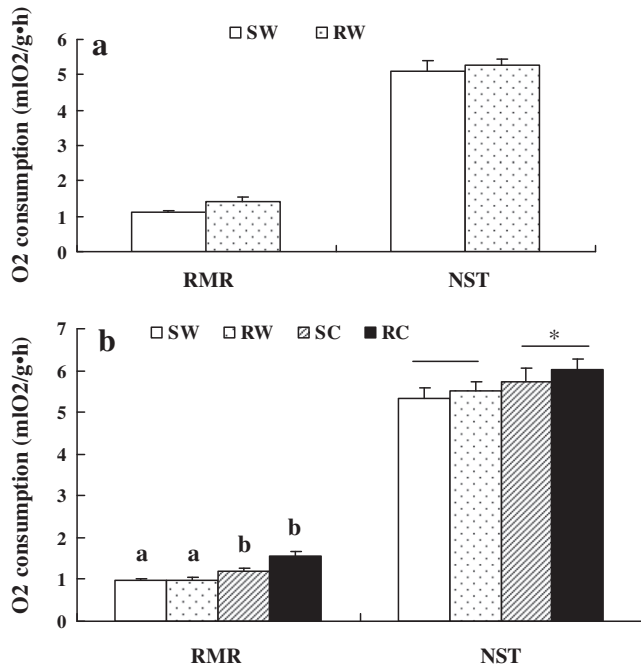 a
SW RW
O2 consumption (mlO2/g•h)
6
5
4
3
2
1
0
RMR NST
b
SW RW SC RC
O2 consumption (mlO2/g•h)
7
6
5
4
3
2
1
0
*
a a b b
RMR NST